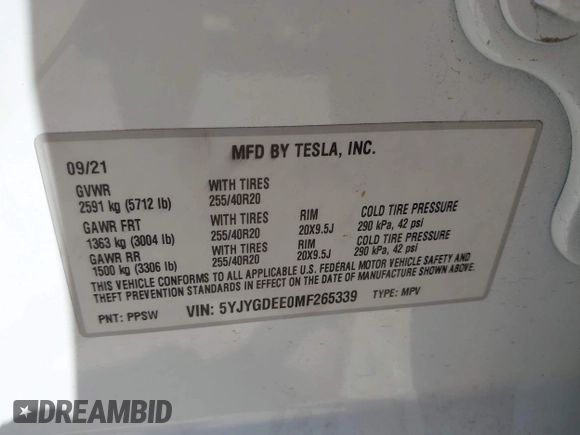 MFD BY TESLA, INC.
09/21
GVWR WITH TIRES
2591 kg (5712 lb) 255/40R20
GAWR FRT WITH TIRES RIM COLD TIRE PRESSURE
1363 kg (3004 lb) 255/40R20 20X9.5J 290 kPa, 42 psi
GAWR RR WITH TIRES RIM COLD TIRE PRESSURE
1500 kg (3306 lb) 255/40R20 20X9.5J 290 kPa, 42 psi
THIS VEHICLE CONFORMS TO ALL APPLICABLE U.S. FEDERAL MOTOR VEHICLE SAFETY AND
THEFT PREVENTION STANDARDS IN EFFECT ON THE DATE OF MANUFACTURE SHOWN ABOVE.
PNT: PPSW VIN: 5YJYGDEE0MF265339 TYPE: MPV
DREAMBID